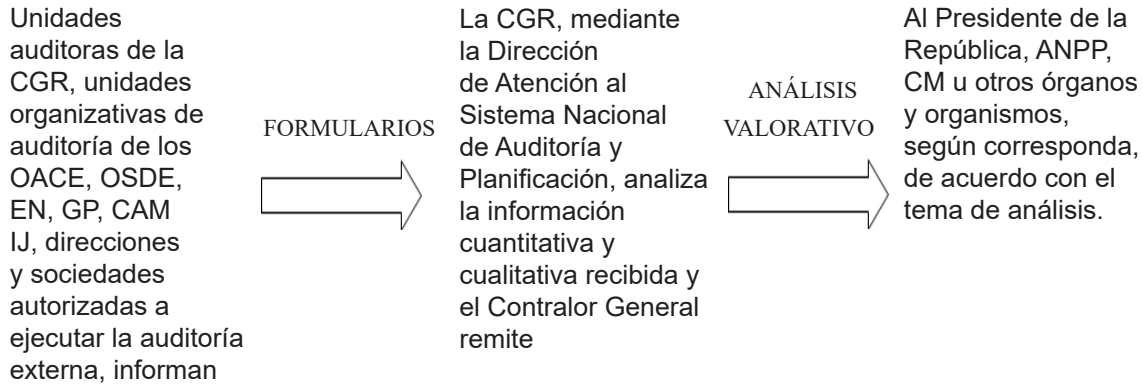 Unidades
auditoras de la
CGR, unidades
organizativas de
auditoría de los
OACE, OSDE,
EN, GP, CAM
IJ, direcciones
y sociedades
autorizadas a
ejecutar la auditoría
externa, informan
FORMULARIOS
La CGR, mediante
la Dirección
de Atención al
Sistema Nacional
de Auditoría y
Planificación, analiza
la información
cuantitativa y
cualitativa recibida y
el Contralor General
remite
ANÁLISIS
VALORATIVO
Al Presidente de la
República, ANPP,
CM u otros órganos
y organismos,
según corresponda,
de acuerdo con el
tema de análisis.